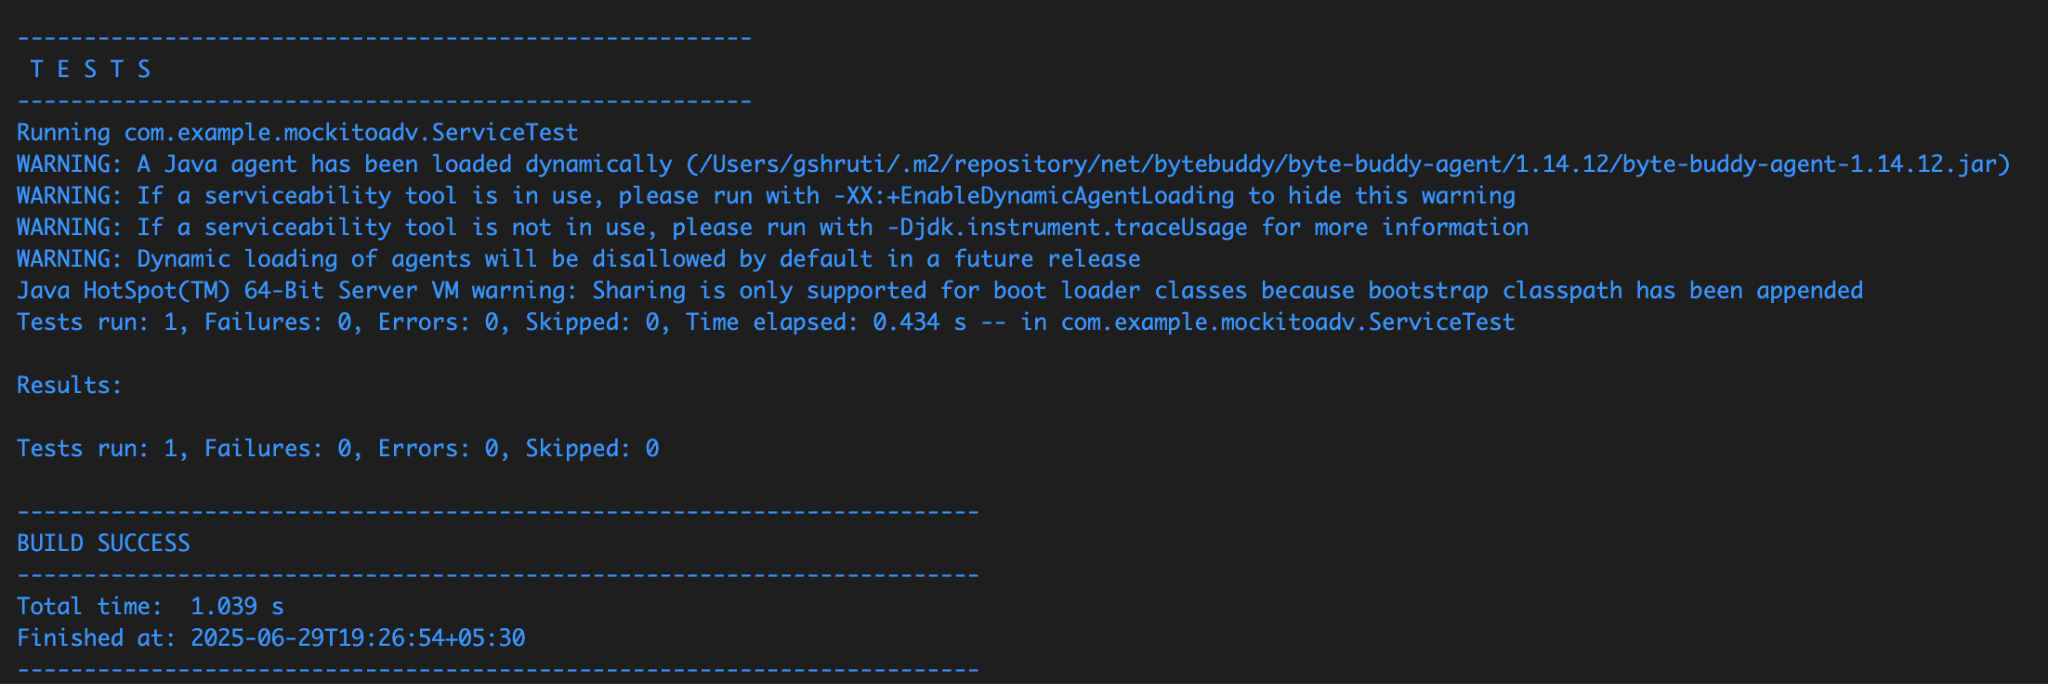 -------------------------------------------------------
 T E S T S
-------------------------------------------------------
Running com.example.mockitoadv.ServiceTest
WARNING: A Java agent has been loaded dynamically (/Users/gshruti/.m2/repository/net/bytebuddy/byte-buddy-agent/1.14.12/byte-buddy-agent-1.14.12.jar)
WARNING: If a serviceability tool is in use, please run with -XX:+EnableDynamicAgentLoading to hide this warning
WARNING: If a serviceability tool is not in use, please run with -Djdk.instrument.traceUsage for more information
WARNING: Dynamic loading of agents will be disallowed by default in a future release
Java HotSpot(TM) 64-Bit Server VM warning: Sharing is only supported for boot loader classes because bootstrap classpath has been appended
Tests run: 1, Failures: 0, Errors: 0, Skipped: 0, Time elapsed: 0.434 s -- in com.example.mockitoadv.ServiceTest

Results:

Tests run: 1, Failures: 0, Errors: 0, Skipped: 0

------------------------------------------------------------------------
BUILD SUCCESS
------------------------------------------------------------------------
Total time:  1.039 s
Finished at: 2025-06-29T19:26:54+05:30
------------------------------------------------------------------------